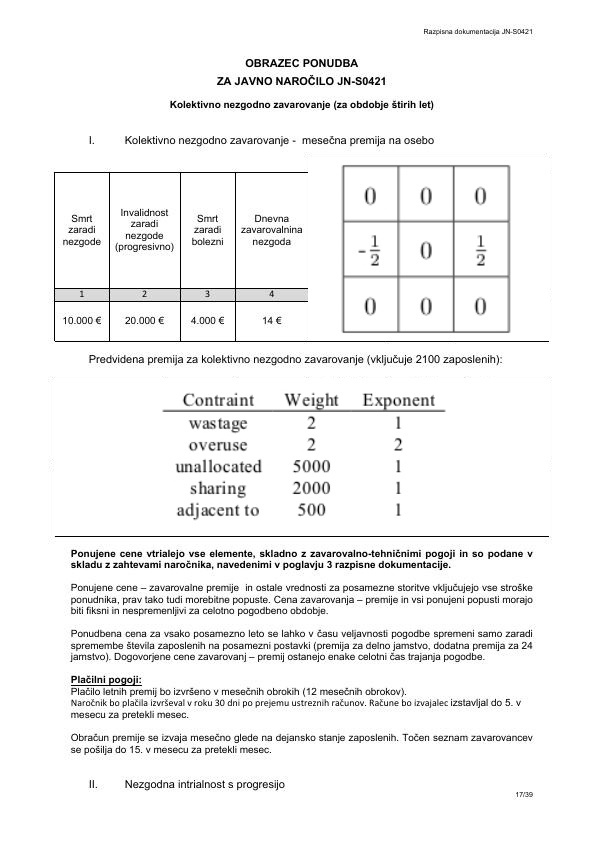 Razpisna dokumentacija JN-S0421
OBRAZEC PONUDBA
ZA JAVNO NAROČILO JN-S0421
Kolektivno nezgodno zavarovanje (za obdobje štirih let)
I. Kolektivno nezgodno zavarovanje - mesečna premija na osebo
Smrt zaradi nezgode
Invalidnost zaradi nezgode (progresivno)
Smrt zaradi bolezni
Dnevna zavarovalnina nezgoda
1 2 3 4
10.000 € 20.000 € 4.000 € 14 €
0 0 0
-1/2 0 1/2
0 0 0
Predvidena premija za kolektivno nezgodno zavarovanje (vključuje 2100 zaposlenih):
Contraint Weight Exponent
wastage 2 1
overuse 2 2
unallocated 5000 1
sharing 2000 1
adjacent to 500 1
Ponujene cene vtrialejo vse elemente, skladno z zavarovalno-tehničnimi pogoji in so podane v
skladu z zahtevami naročnika, navedenimi v poglavju 3 razpisne dokumentacije.
Ponujene cene – zavarovalne premije in ostale vrednosti za posamezne storitve vključujejo vse stroške
ponudnika, prav tako tudi morebitne popuste. Cena zavarovanja – premije in vsi ponujeni popusti morajo
biti fiksni in nespremenljivi za celotno pogodbeno obdobje.
Ponudbena cena za vsako posamezno leto se lahko v času veljavnosti pogodbe spremeni samo zaradi
spremembe števila zaposlenih na posamezni postavki (premija za delno jamstvo, dodatna premija za 24
jamstvo). Dogovorjene cene zavarovanj – premij ostanejo enake celotni čas trajanja pogodbe.
Plačilni pogoji:
Plačilo letnih premij bo izvršeno v mesečnih obrokih (12 mesečnih obrokov).
Naročnik bo plačila izvrševal v roku 30 dni po prejemu ustreznih računov. Račune bo izvajalec izstavljal do 5. v
mesecu za pretekli mesec.
Obračun premije se izvaja mesečno glede na dejansko stanje zaposlenih. Točen seznam zavarovancev
se pošilja do 15. v mesecu za pretekli mesec.
II. Nezgodna intrialnost s progresijo
17/39